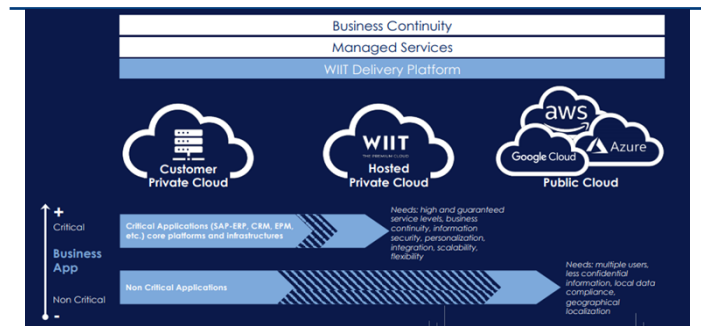 Business Continuity
Managed Services
WIIT Delivery Platform
Customer
Private Cloud
WIIT
THE PREMIUM CLOUD
Hosted
Private Cloud
aws
Google Cloud
Azure
Public Cloud
+
Critical
Business
App
Non Critical
-
Critical Applications (SAP-ERP, CRM, EPM,
etc.) core platforms and infrastructures
Needs: high and guaranteed
service levels, business
continuity, information
security, personalization,
integration, scalability,
flexibility
Non Critical Applications
Needs: multiple users,
less confidential
information, local data
compliance,
geographical
localization